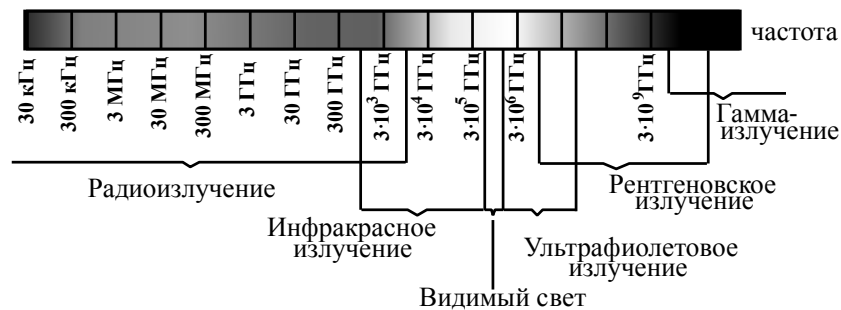 частота
30 кГц
300 кГц
3 МГц
30 МГц
300 МГц
3 ГГц
30 ГГц
300 ГГц
3·10³ ГГц
3·10⁴ ГГц
3·10⁵ ГГц
3·10⁶ ГГц
3·10⁹ГГц
Гамма-
излучение
Радиоизлучение
Рентгеновское
излучение
Инфракрасное
излучение
Ультрафиолетовое
излучение
Видимый свет